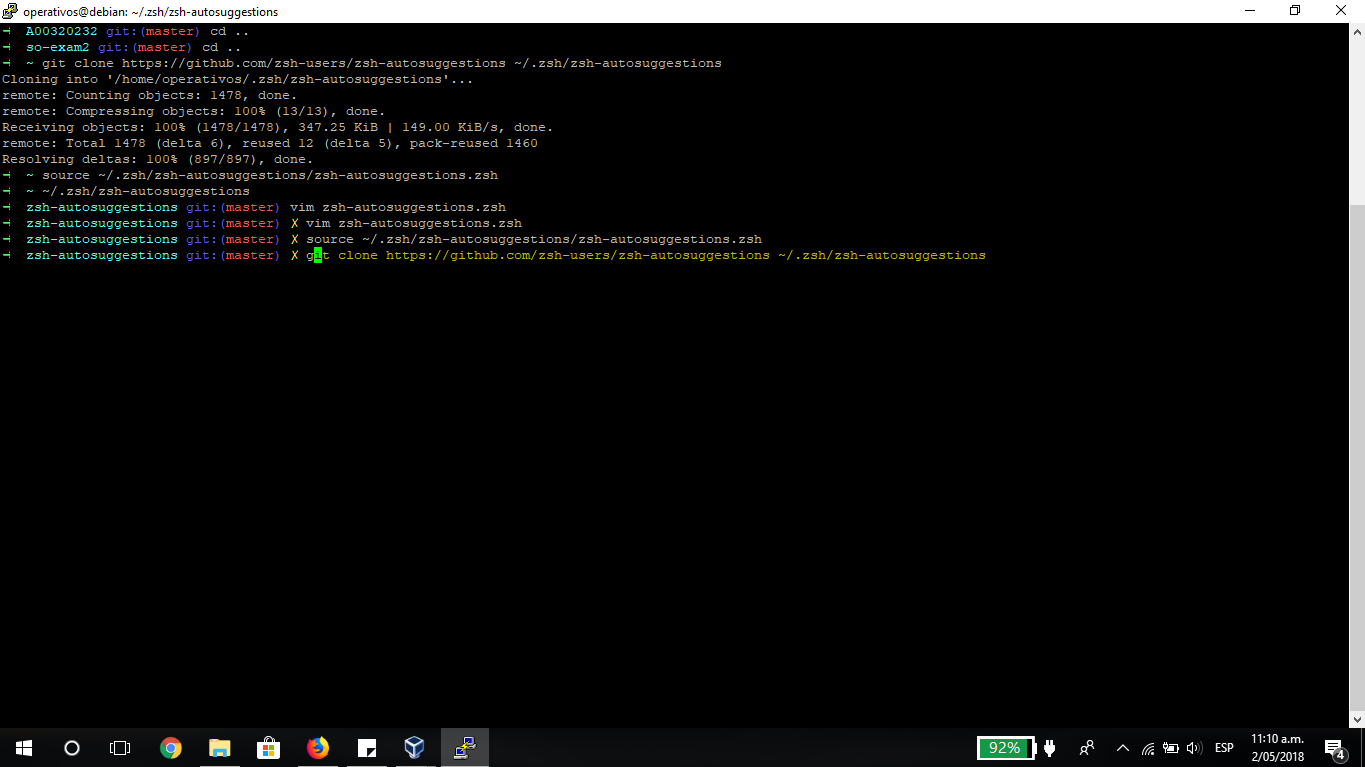 operativos@debian: ~/.zsh/zsh-autosuggestions
➜ A00320232 git:(master) cd ..
➜ so-exam2 git:(master) cd ..
➜ ~ git clone https://github.com/zsh-users/zsh-autosuggestions ~/.zsh/zsh-autosuggestions
Cloning into '/home/operativos/.zsh/zsh-autosuggestions'...
remote: Counting objects: 1478, done.
remote: Compressing objects: 100% (13/13), done.
Receiving objects: 100% (1478/1478), 347.25 KiB | 149.00 KiB/s, done.
remote: Total 1478 (delta 6), reused 12 (delta 5), pack-reused 1460
Resolving deltas: 100% (897/897), done.
➜ ~ source ~/.zsh/zsh-autosuggestions/zsh-autosuggestions.zsh
➜ ~ ~/.zsh/zsh-autosuggestions
➜ zsh-autosuggestions git:(master) vim zsh-autosuggestions.zsh
➜ zsh-autosuggestions git:(master) ✗ vim zsh-autosuggestions.zsh
➜ zsh-autosuggestions git:(master) ✗ source ~/.zsh/zsh-autosuggestions/zsh-autosuggestions.zsh
➜ zsh-autosuggestions git:(master) ✗ git clone https://github.com/zsh-users/zsh-autosuggestions ~/.zsh/zsh-autosuggestions
92%
ESP
11:10 a.m.
2/05/2018
4